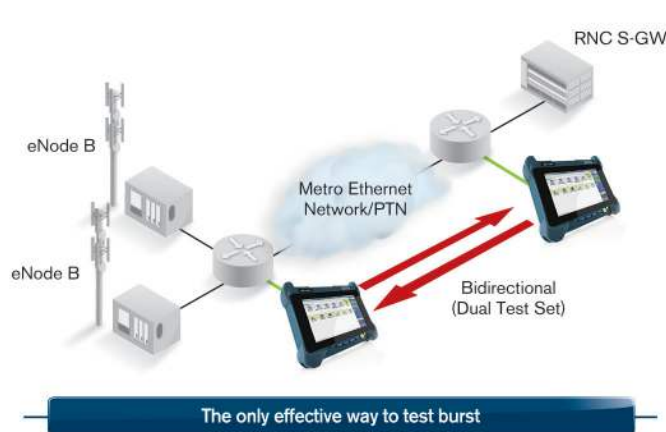 RNC S-GW
eNode B
Metro Ethernet
Network/PTN
eNode B
Bidirectional
(Dual Test Set)
The only effective way to test burst